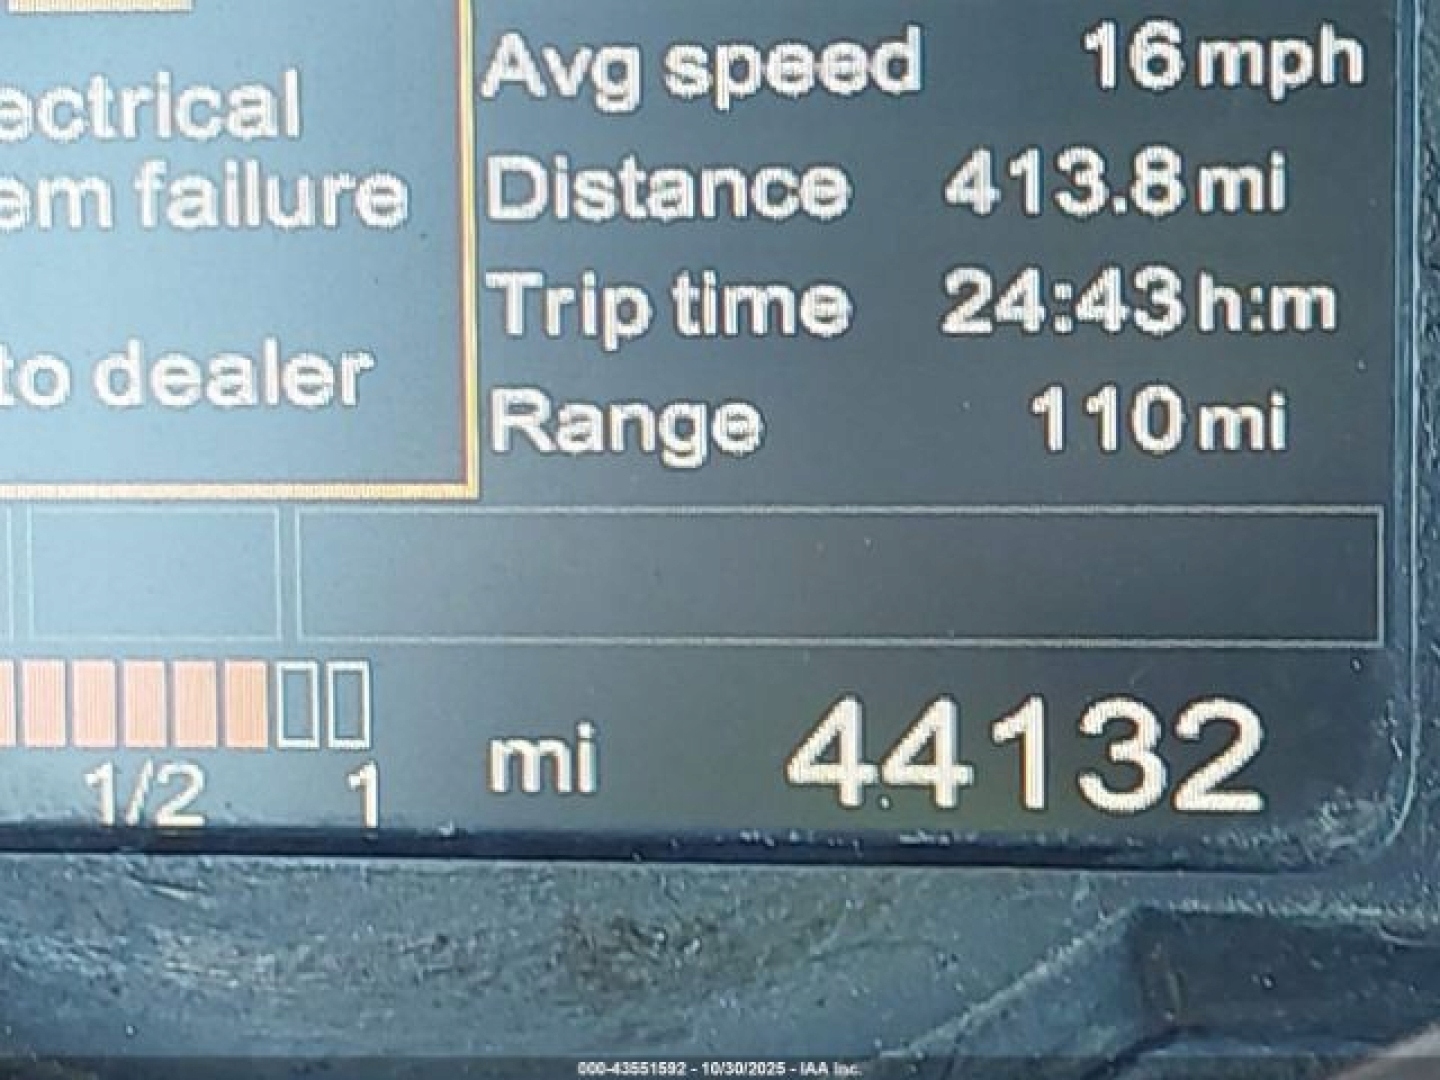 ectrical
em failure
to dealer
Avg speed 16 mph
Distance 413.8 mi
Trip time 24:43 h:m
Range 110 mi
1/2 1
mi 44132
000-43551592 - 10/30/2025 - IAA Inc.